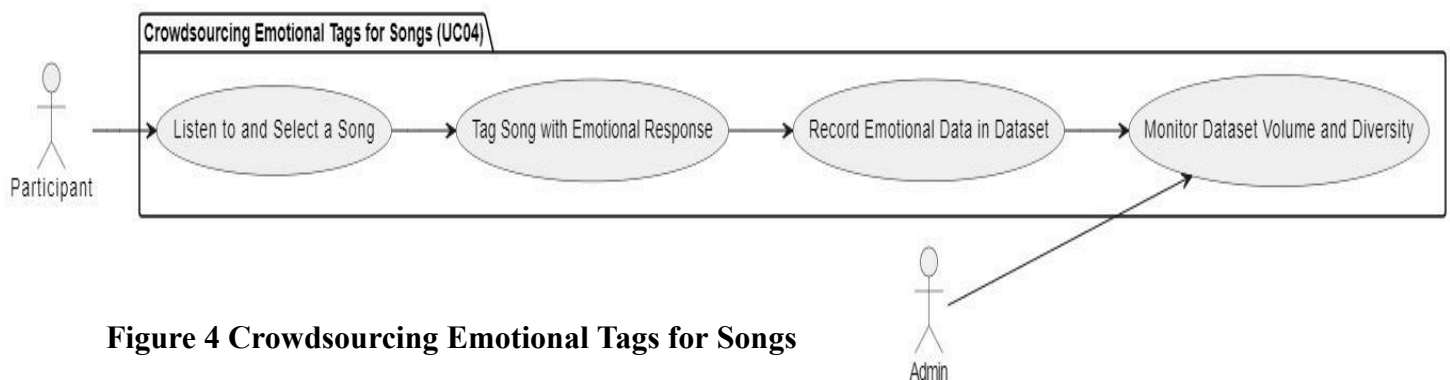 Crowdsourcing Emotional Tags for Songs (UC04)
Listen to and Select a Song
Tag Song with Emotional Response
Record Emotional Data in Dataset
Monitor Dataset Volume and Diversity
Participant
Figure 4 Crowdsourcing Emotional Tags for Songs
Admin